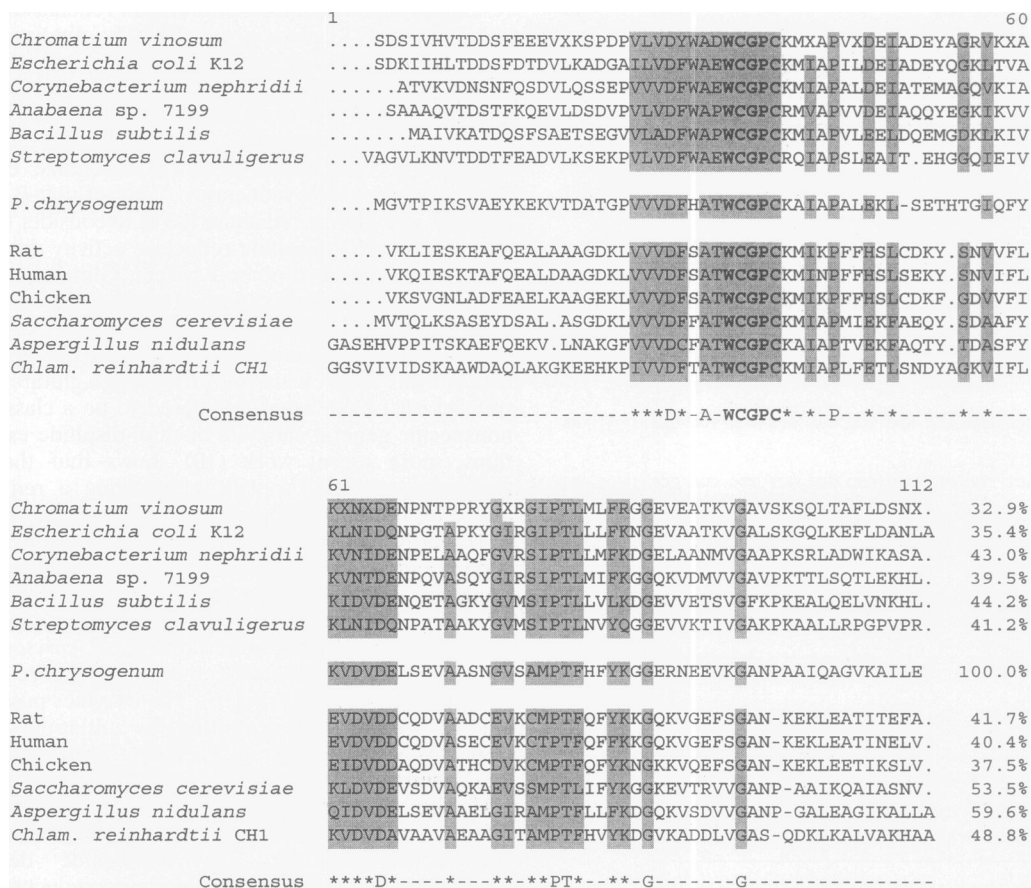 1 60
Chromatium vinosum ....SDSIVHVTDDSFEEEVXKSPDPVLVDYWADWCGPCKMXAPVXDEIADEYAGRVKXA
Escherichia coli K12 ....SDKIIHLTDDSFDTDVLKADGAILVDFWAEWCGPCKMIAPILDEIADEYQGKLTVA
Corynebacterium nephridii ......ATVKVDNSNFQSDVLQSSEPVLVDFWAEWCGPCKMIAPALDEIATEMAGQVKIA
Anabaena sp. 7199 .....SAAAQVTDSTFKQEVLDSDVPVLVDFWAPWCGPCRMVAPVVDEIAQQYEGKIKVV
Bacillus subtilis .......MAIVKATDQSFSAETSEGVVLADFWAPWCGPCKMIAPVLEELDQEMGDKLKIV
Streptomyces clavuligerus ...VAGVLKNVTDDTFEADVLKSEKPVLVDFWAEWCGPCRQIAPSLEAIT.EHGGQIEIV
P.chrysogenum ....MGVTPIKSVAEYKEKVTDATGPVVVDFHATWCGPCKAIAPALEKL-SETHTGIQFY
Rat .....VKLIESKEAFQEALAAAGDKLVVVDFSATWCGPCKMIKPFFHSLCDKY.SNVVFL
Human .....VKQIESKTAFQEALDAAGDKLVVVDFSATWCGPCKMINPFFHSLSEKY.SNVIFL
Chicken .....VKSVGNLADFEAELKAAGEKLVVVDFSATWCGPCKMIKPFFHSLCDKF.GDVVFI
Saccharomyces cerevisiae ....MVTQLKSASEYDSAL.ASGDKLVVVDFFATWCGPCKMIAPMIEKFAEQY.SDAAFY
Aspergillus nidulans GASEHVPPITSKAEFQEKV.LNAKGFVVVDCFATWCGPCKAIAPTVEKFAQTY.TDASFY
Chlam. reinhardtii CH1 GGSVIVIDSKAAWDAQLAKGKEEHKPIVVDFTATWCGPCKMIAPLFETLSNDYAGKVIFL
Consensus --------------------------***D*-A-WCGPC*-*-P--*-*-----*-*---
61 112
Chromatium vinosum KXNXDENPNTPPRYGXRGIPTLMLFRGGEVEATKVGAVSKSQLTAFLDSNX. 32.9%
Escherichia coli K12 KLNIDQNPGTAPKYGIRGIPTLLLFKNGEVAATKVGALSKGQLKEFLDANLA 35.4%
Corynebacterium nephridii KVNIDENPELAAQFGVRSIPTLLMFKDGELAANMVGAAPKSRLADWIKASA. 43.0%
Anabaena sp. 7199 KVNTDENPQVASQYGIRSIPTLMIFKGGQKVDMVVGAVPKTTLSQTLEKHL. 39.5%
Bacillus subtilis KIDVDENQETAGKYGVMSIPTLLVLKDGEVVETSVGFKPKEALQELVNKHL. 44.2%
Streptomyces clavuligerus KLNIDQNPATAAKYGVMSIPTLNVYQGGEVVKTIVGAKPKAALLRPGPVPR. 41.2%
P.chrysogenum KVDVDELSEVAASNGVSAMPTFHFYKGGERNEEVKGANPAAIQAGVKAILE 100.0%
Rat EVDVDDCQDVAADCEVKCMPTFQFYKKGQKVGEFSGAN-KEKLEATITEFA. 41.7%
Human EVDVDDCQDVASECEVKCTPTFQFFKKGQKVGEFSGAN-KEKLEATINELV. 40.4%
Chicken EIDVDDAQDVATHCDVKCMPTFQFYKNGKKVQEFSGAN-KEKLEETIKSLV. 37.5%
Saccharomyces cerevisiae KLDVDEVSDVAQKAEVSSMPTLIFYKGGKEVTRVVGANP-AAIKQAIASNV. 53.5%
Aspergillus nidulans QIDVDELSEVAAELGIRAMPTFLLFKDGQKVSDVVGANP-GALEAGIKALLA 59.6%
Chlam. reinhardtii CH1 KVDVDAVAAVAEAAGITAMPTFHVYKDGVKADDLVGAS-QDKLKALVAKHAA 48.8%
Consensus ****D*----*---**-**PT*--**-G-------G----------------